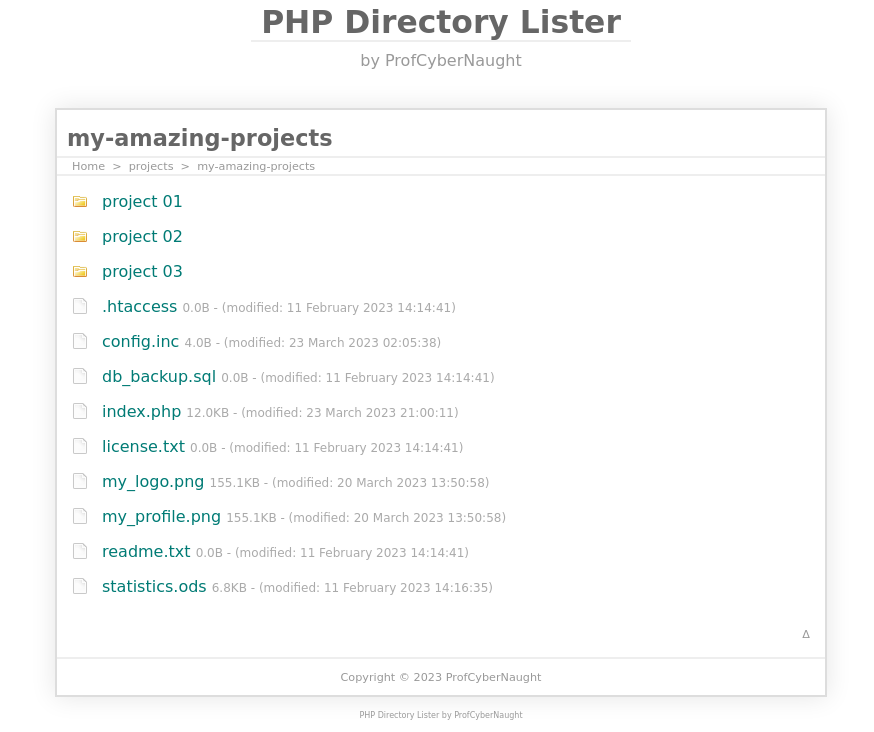 PHP Directory Lister
by ProfCyberNaught
my-amazing-projects
Home > projects > my-amazing-projects
project 01
project 02
project 03
.htaccess 0.0B - (modified: 11 February 2023 14:14:41)
config.inc 4.0B - (modified: 23 March 2023 02:05:38)
db_backup.sql 0.0B - (modified: 11 February 2023 14:14:41)
index.php 12.0KB - (modified: 23 March 2023 21:00:11)
license.txt 0.0B - (modified: 11 February 2023 14:14:41)
my_logo.png 155.1KB - (modified: 20 March 2023 13:50:58)
my_profile.png 155.1KB - (modified: 20 March 2023 13:50:58)
readme.txt 0.0B - (modified: 11 February 2023 14:14:41)
statistics.ods 6.8KB - (modified: 11 February 2023 14:16:35)
Δ
Copyright © 2023 ProfCyberNaught
PHP Directory Lister by ProfCyberNaught